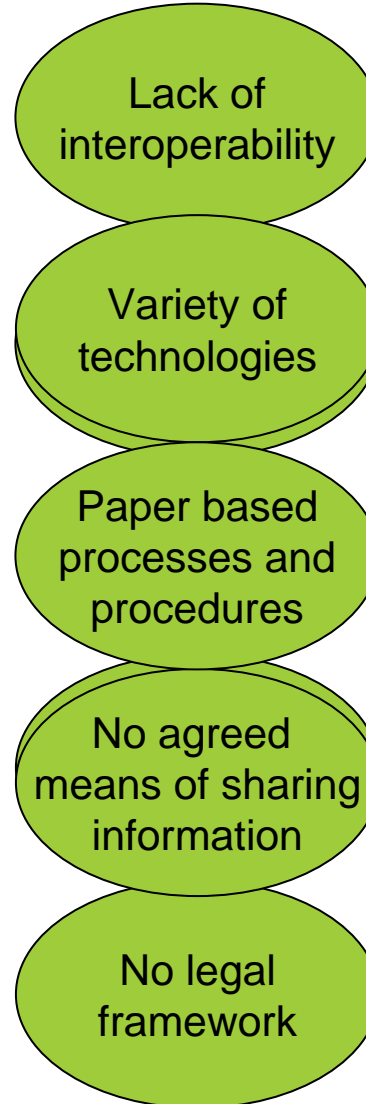 Lack of
interoperability
Variety of
technologies
Paper based
processes and
procedures
No agreed
means of sharing
information
No legal
framework